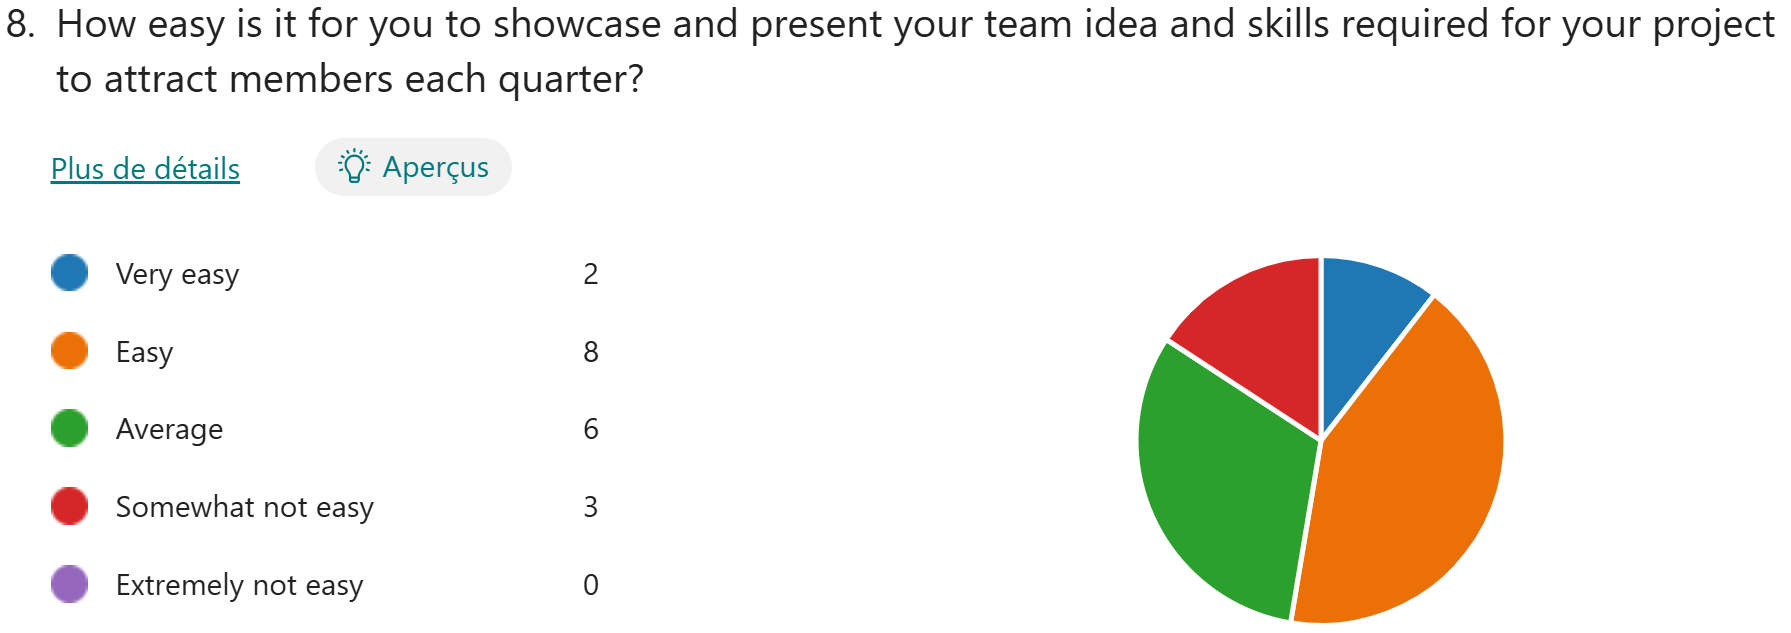 8. How easy is it for you to showcase and present your team idea and skills required for your project
to attract members each quarter?
Plus de détails
Aperçus
Very easy 2
Easy 8
Average 6
Somewhat not easy 3
Extremely not easy 0